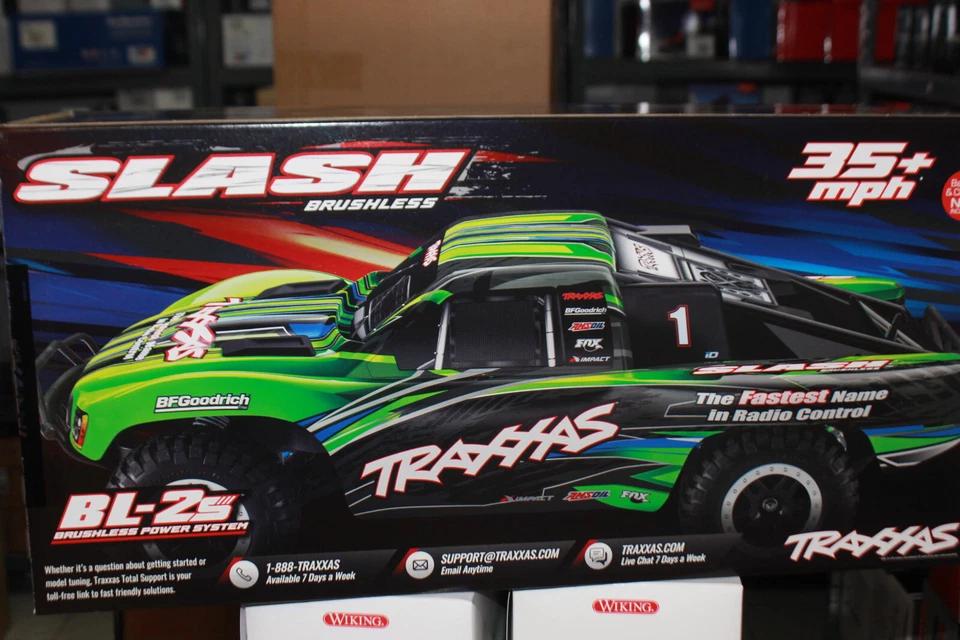 SLASH
BRUSHLESS
35+
mph
TRAXXAS
BFGoodrich
AMSOIL
FOX
IMPACT
1
iD
SLASH
The Fastest Name
in Radio Control
TRAXXAS
BFGoodrich
TRAXXAS
IMPACT
AMSOIL
FOX
BL-2s
BRUSHLESS POWER SYSTEM
TRAXXAS
Whether it's a question about getting started or
model tuning, Traxxas Total Support is your
toll-free link to fast friendly solutions.
1-888-TRAXXAS
Available 7 Days a Week
SUPPORT@TRAXXAS.COM
Email Anytime
TRAXXAS.COM
Live Chat 7 Days a Week
WIKING.
WIKING.